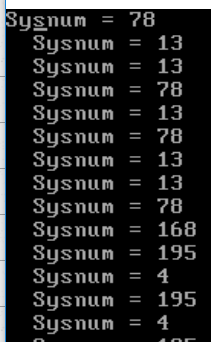 Sysnum = 78
Sysnum = 13
Sysnum = 13
Sysnum = 78
Sysnum = 13
Sysnum = 78
Sysnum = 13
Sysnum = 13
Sysnum = 78
Sysnum = 168
Sysnum = 195
Sysnum = 4
Sysnum = 195
Sysnum = 4